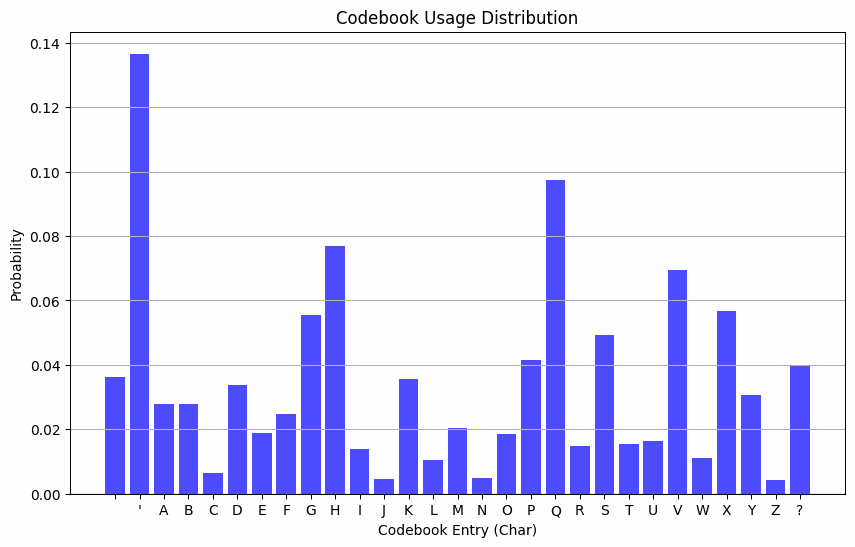 Codebook Usage Distribution
Probability
0.14
0.12
0.10
0.08
0.06
0.04
0.02
0.00
' A B C D E F G H I J K L M N O P Q R S T U V W X Y Z ?
Codebook Entry (Char)